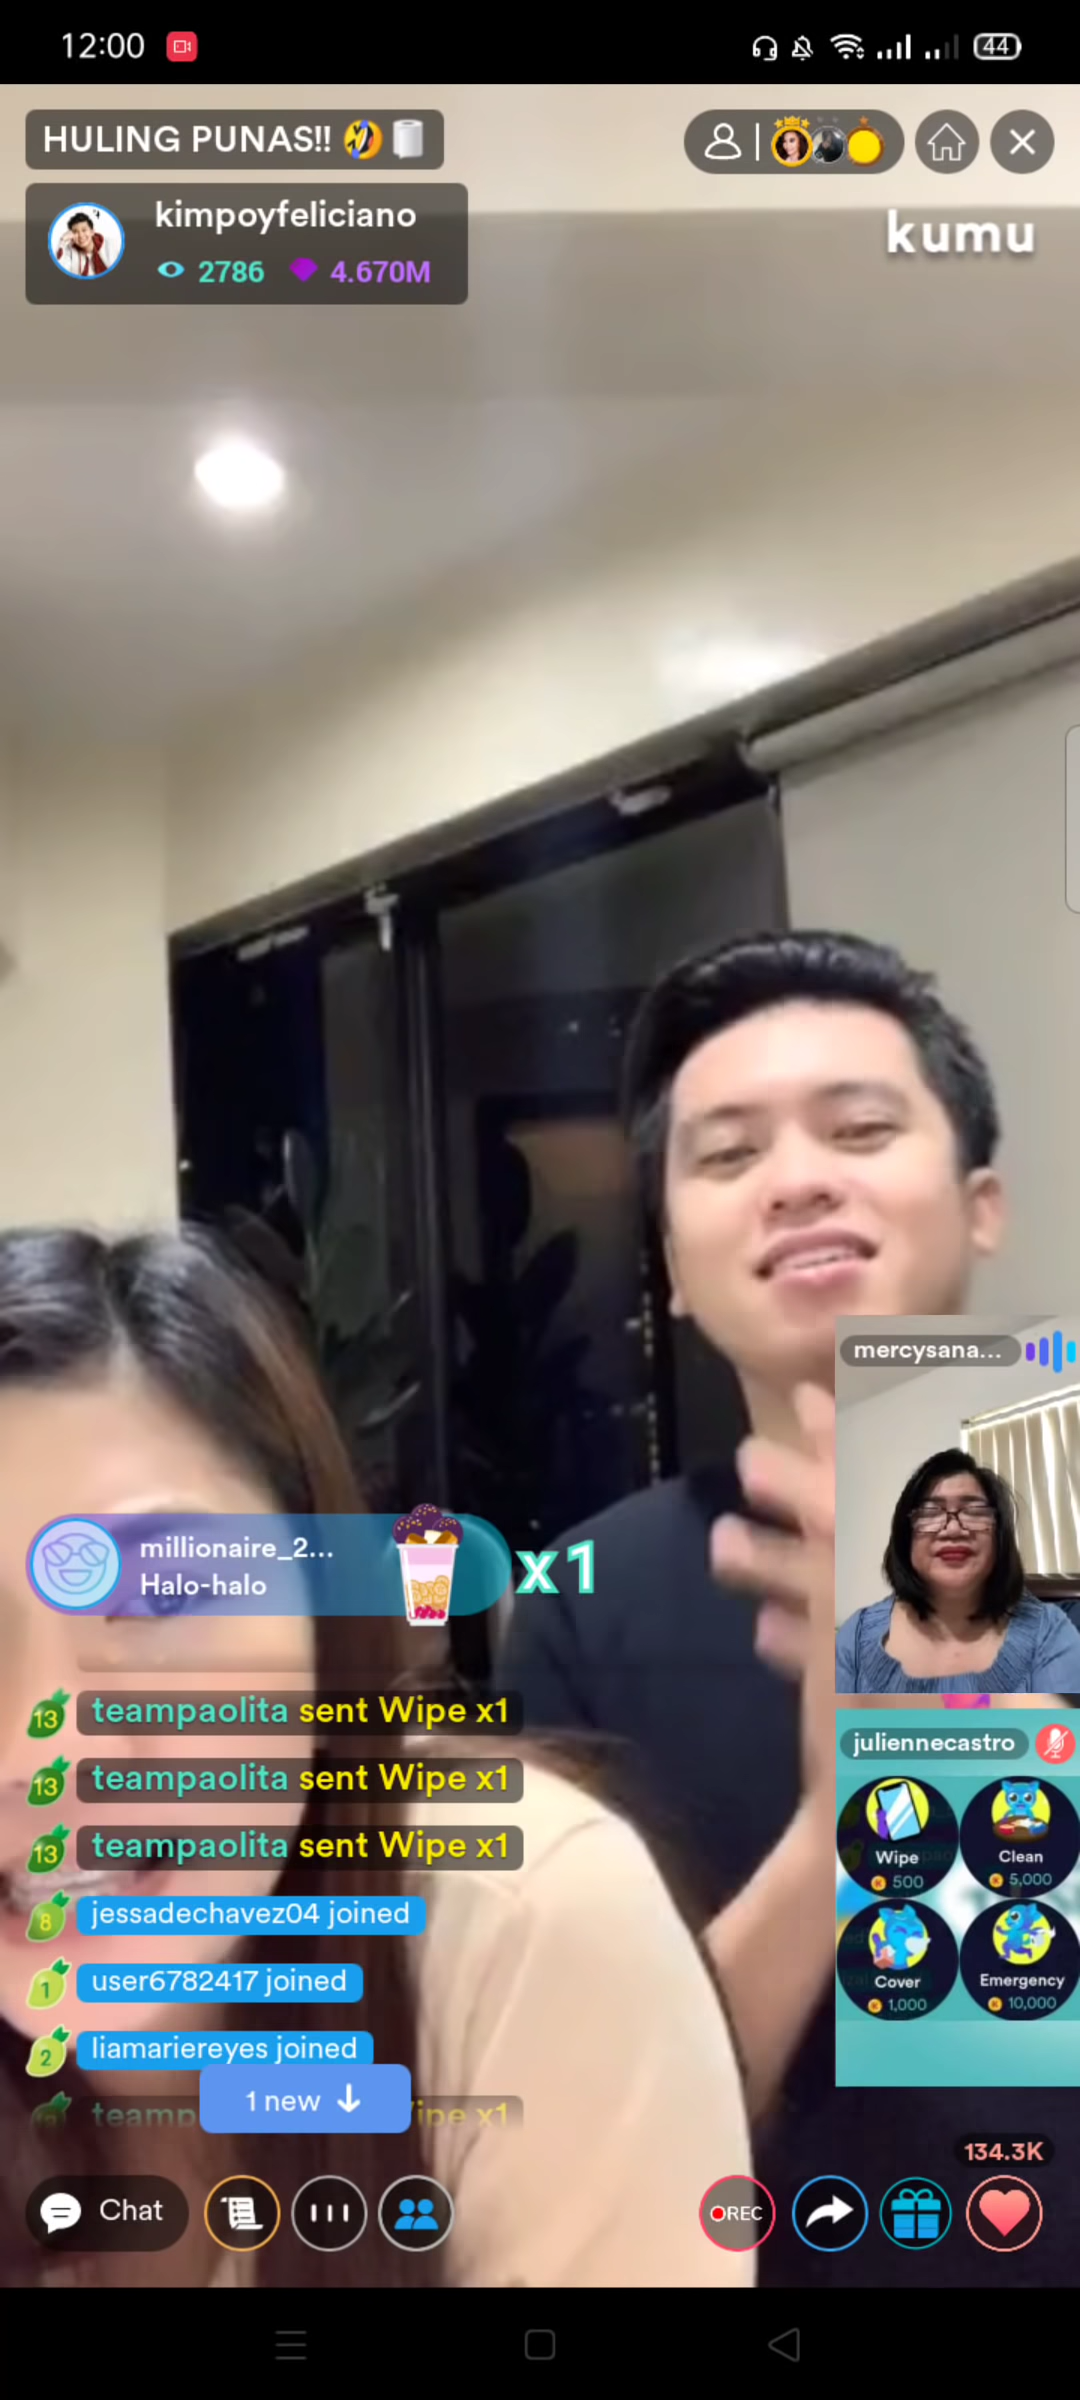 12:00
44
HULING PUNAS!! 🤣🧻
kimpoyfeliciano
2786 4.670M
kumu
mercysana...
millionaire_2...
Halo-halo
x1
13 teampaolita sent Wipe x1
13 teampaolita sent Wipe x1
13 teampaolita sent Wipe x1
8 jessadechavez04 joined
1 user6782417 joined
2 liamariereyes joined
teamp
ipe x1
1 new
juliennecastro
Wipe
500
Clean
5,000
Cover
1,000
Emergency
10,000
134.3K
Chat
REC